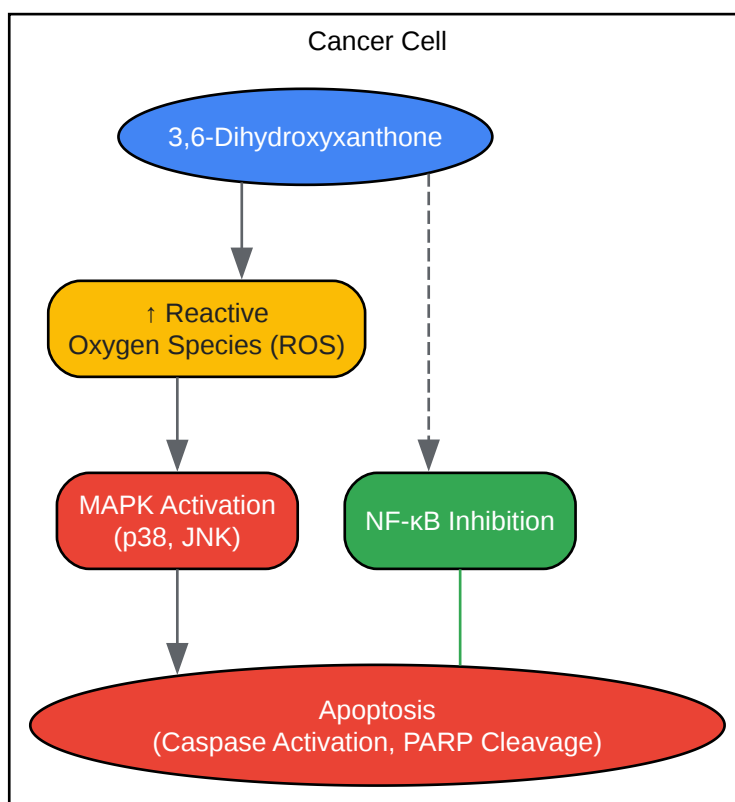 Cancer Cell
3,6-Dihydroxyxanthone
↑ Reactive
Oxygen Species (ROS)
MAPK Activation
(p38, JNK)
NF-κB Inhibition
Apoptosis
(Caspase Activation, PARP Cleavage)